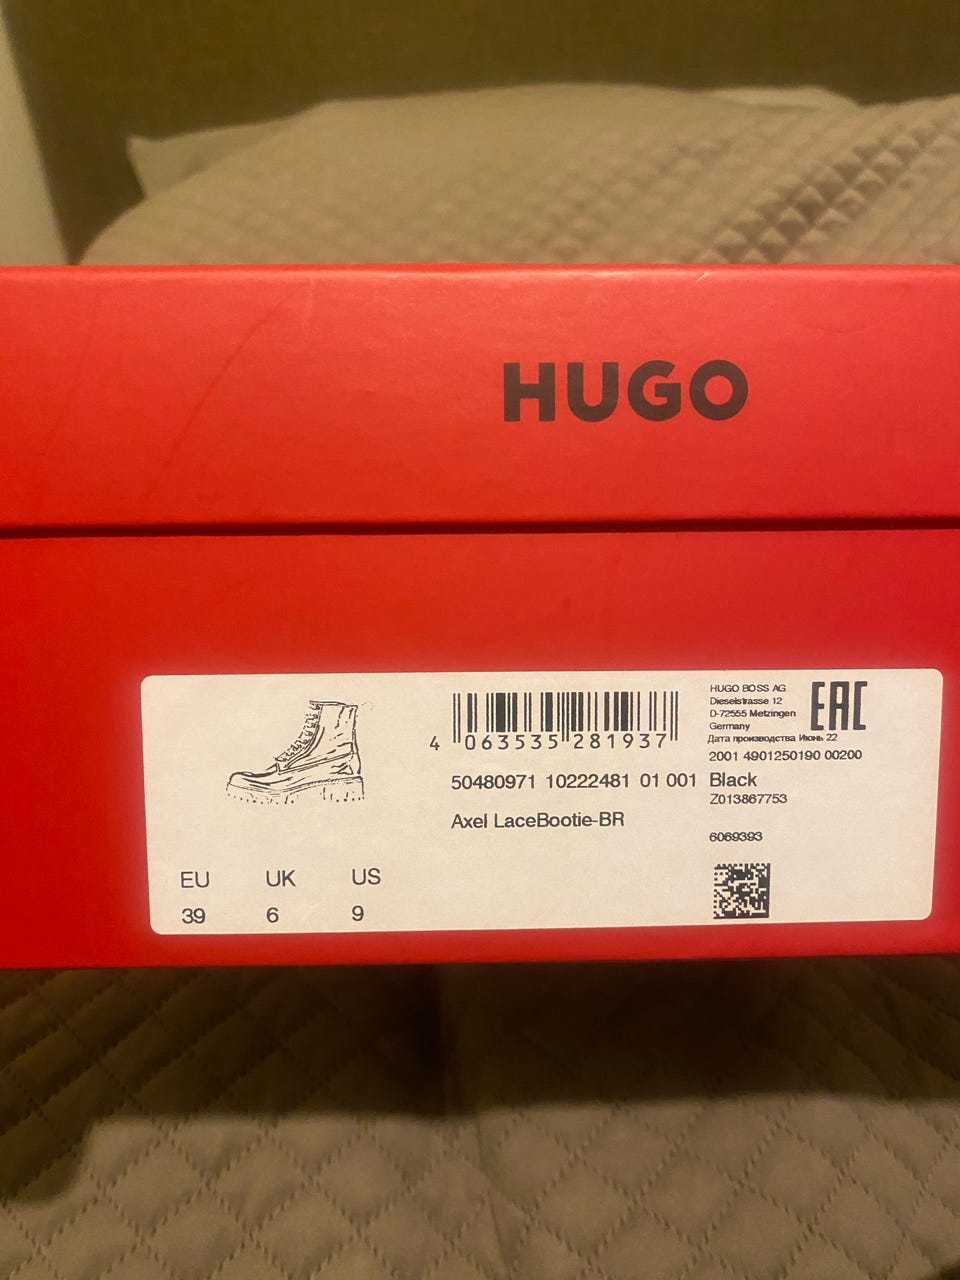 HUGO
4 063535 281937
50480971 10222481 01 001
Axel LaceBootie-BR
HUGO BOSS AG
Dieselstrasse 12
D-72555 Metzingen
Germany
EAC
Дата производства Июнь 22
2001 4901250190 00200
Black
Z013867753
6069393
EU UK US
39 6 9